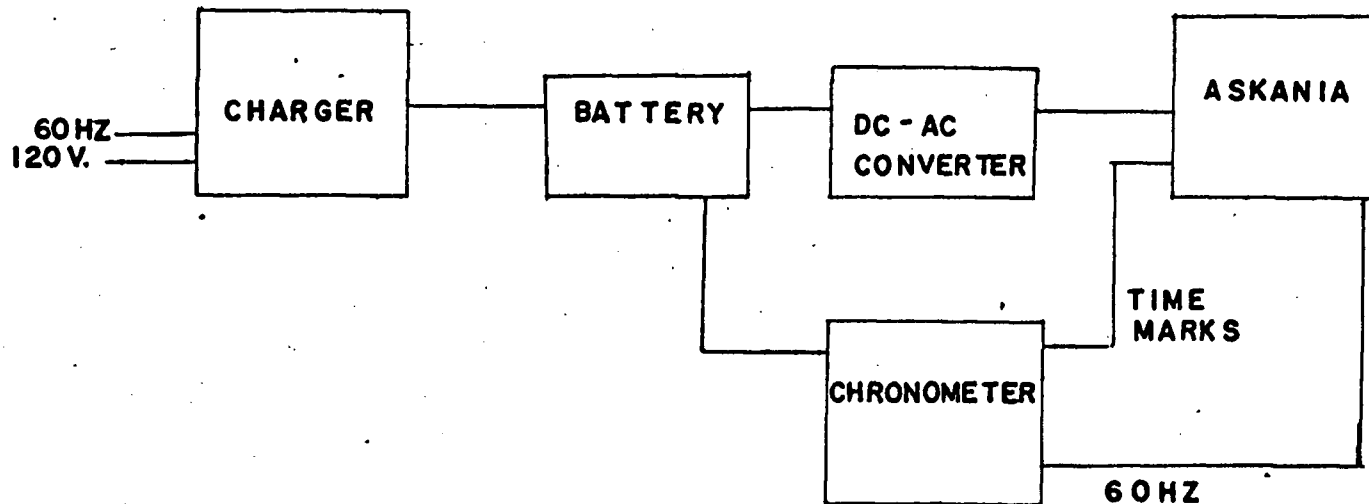 CHARGER
60HZ
120V.
BATTERY
DC-AC
CONVERTER
ASKANIA
TIME
MARKS
CHRONOMETER
60HZ